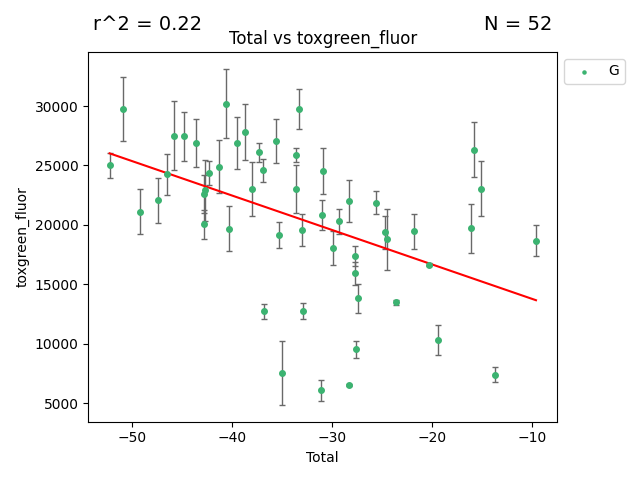 r^2 = 0.22
N = 52
Total vs toxgreen_fluor
G
30000
25000
20000
15000
10000
5000
toxgreen_fluor
−50
−40
−30
−20
−10
Total